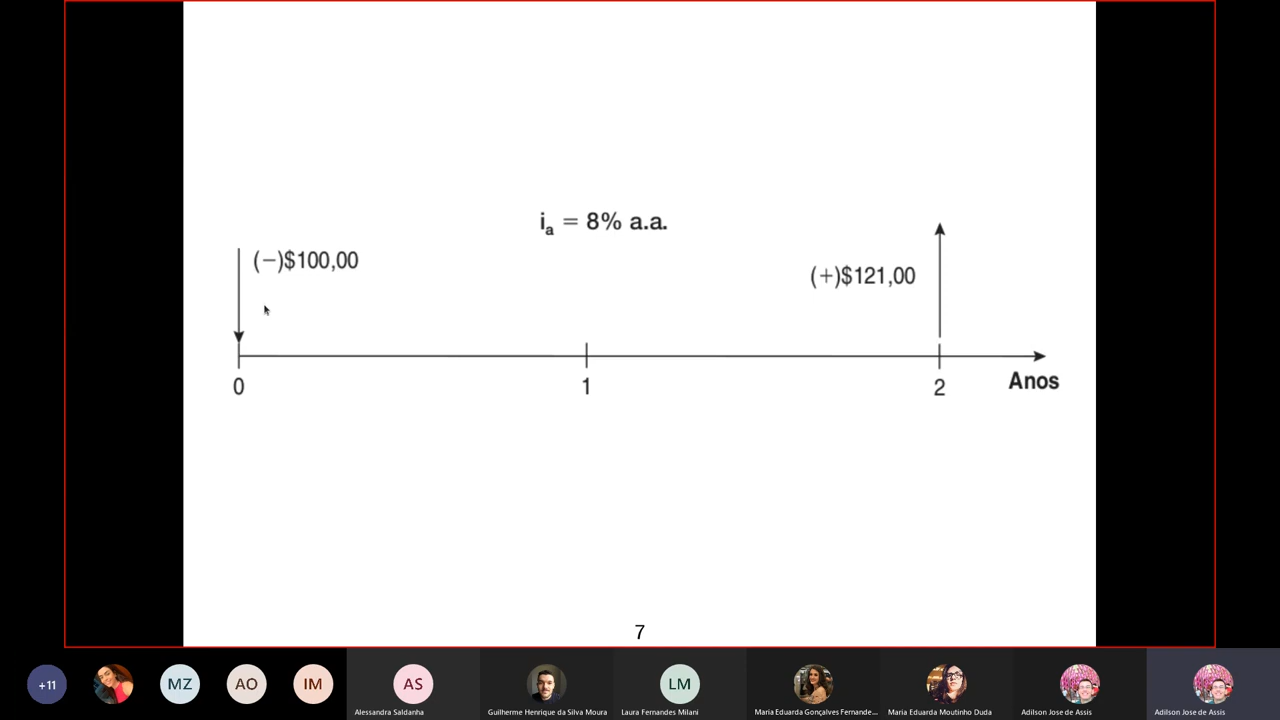 iₐ = 8% a.a.
(−)$100,00
(+)$121,00
0
1
2
Anos
7
+11
MZ
AO
IM
AS
LM
Alessandra Saldanha
Guilherme Henrique da Silva Moura
Laura Fernandes Milani
Maria Eduarda Gonçalves Fernande...
Maria Eduarda Moutinho Duda
Adilson Jose de Assis
Adilson Jose de Assis